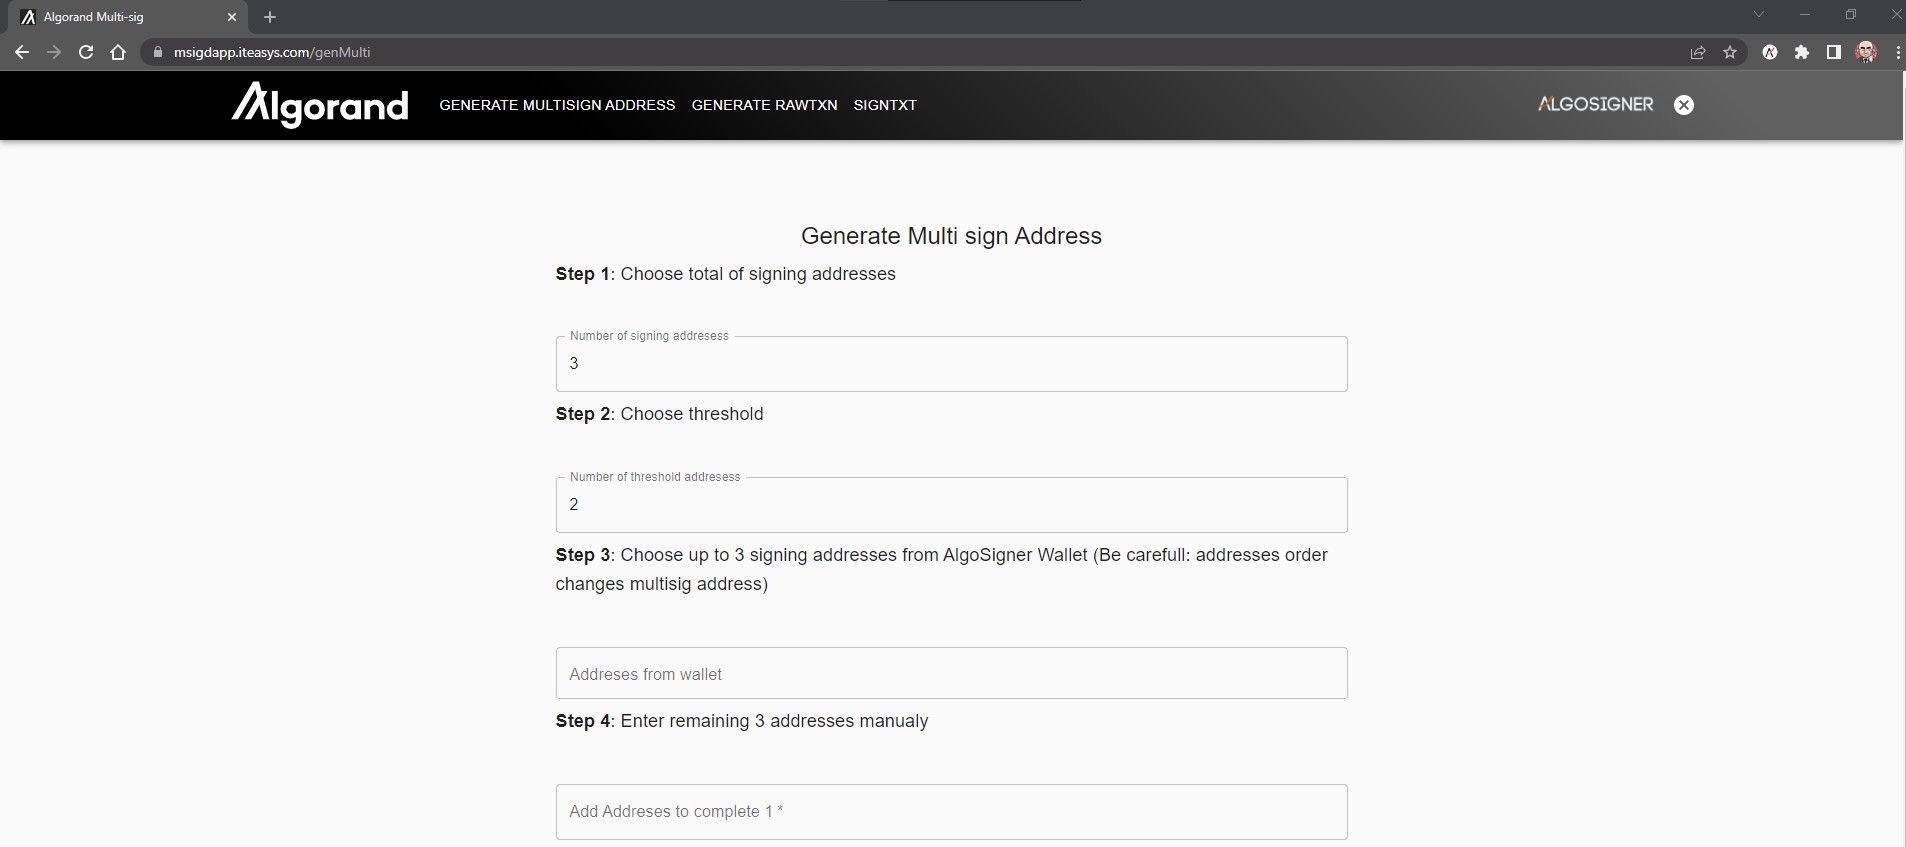 Algorand Multi-sig
msigdapp.iteasys.com/genMulti
Algorand GENERATE MULTISIGN ADDRESS GENERATE RAWTXN SIGNTXT ALGOSIGNER
Generate Multi sign Address
Step 1: Choose total of signing addresses
Number of signing addresess
3
Step 2: Choose threshold
Number of threshold addresess
2
Step 3: Choose up to 3 signing addresses from AlgoSigner Wallet (Be carefull: addresses order
changes multisig address)
Addreses from wallet
Step 4: Enter remaining 3 addresses manualy
Add Addreses to complete 1 *